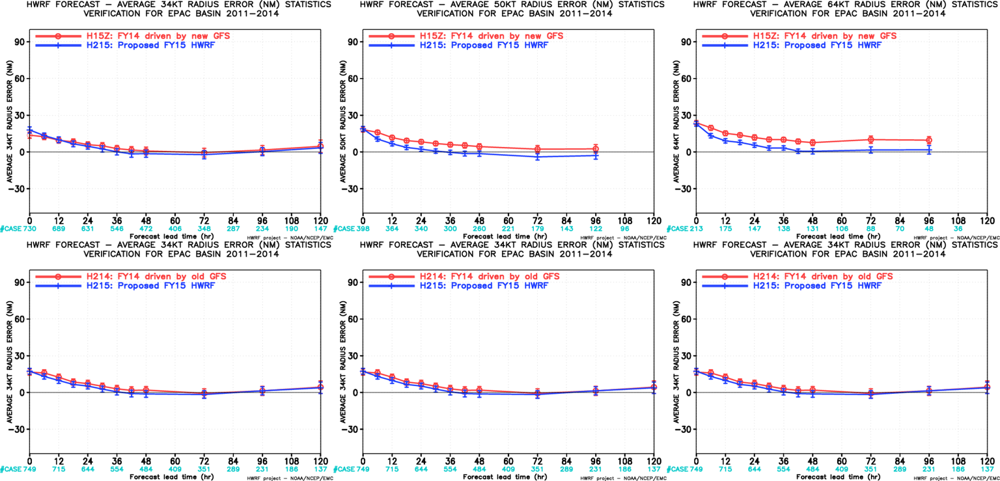 HWRF FORECAST – AVERAGE 34KT RADIUS ERROR (NM) STATISTICS
VERIFICATION FOR EPAC BASIN 2011–2014
H15Z: FY14 driven by new GFS
H215: Proposed FY15 HWRF
AVERAGE 34KT RADIUS ERROR (NM)
90
60
30
0
–30
0 12 24 36 48 60 72 84 96 108 120
#CASE 730 689 631 546 472 406 348 287 234 190 147
Forecast lead time (hr)
HWRF project – NOAA/NCEP/EMC
HWRF FORECAST – AVERAGE 50KT RADIUS ERROR (NM) STATISTICS
VERIFICATION FOR EPAC BASIN 2011–2014
H15Z: FY14 driven by new GFS
H215: Proposed FY15 HWRF
AVERAGE 50KT RADIUS ERROR (NM)
90
60
30
0
–30
0 12 24 36 48 60 72 84 96 108 120
#CASE 398 364 340 300 260 221 179 143 122 96
Forecast lead time (hr)
HWRF project – NOAA/NCEP/EMC
HWRF FORECAST – AVERAGE 64KT RADIUS ERROR (NM) STATISTICS
VERIFICATION FOR EPAC BASIN 2011–2014
H15Z: FY14 driven by new GFS
H215: Proposed FY15 HWRF
AVERAGE 64KT RADIUS ERROR (NM)
90
60
30
0
–30
0 12 24 36 48 60 72 84 96 108 120
#CASE 213 175 147 138 131 106 88 70 48 36
Forecast lead time (hr)
HWRF project – NOAA/NCEP/EMC
HWRF FORECAST – AVERAGE 34KT RADIUS ERROR (NM) STATISTICS
VERIFICATION FOR EPAC BASIN 2011–2014
H214: FY14 driven by old GFS
H215: Proposed FY15 HWRF
AVERAGE 34KT RADIUS ERROR (NM)
90
60
30
0
–30
0 12 24 36 48 60 72 84 96 108 120
#CASE 749 715 644 554 484 409 351 289 231 186 137
Forecast lead time (hr)
HWRF project – NOAA/NCEP/EMC
HWRF FORECAST – AVERAGE 34KT RADIUS ERROR (NM) STATISTICS
VERIFICATION FOR EPAC BASIN 2011–2014
H214: FY14 driven by old GFS
H215: Proposed FY15 HWRF
AVERAGE 34KT RADIUS ERROR (NM)
90
60
30
0
–30
0 12 24 36 48 60 72 84 96 108 120
#CASE 749 715 644 554 484 409 351 289 231 186 137
Forecast lead time (hr)
HWRF project – NOAA/NCEP/EMC
HWRF FORECAST – AVERAGE 34KT RADIUS ERROR (NM) STATISTICS
VERIFICATION FOR EPAC BASIN 2011–2014
H214: FY14 driven by old GFS
H215: Proposed FY15 HWRF
AVERAGE 34KT RADIUS ERROR (NM)
90
60
30
0
–30
0 12 24 36 48 60 72 84 96 108 120
#CASE 749 715 644 554 484 409 351 289 231 186 137
Forecast lead time (hr)
HWRF project – NOAA/NCEP/EMC